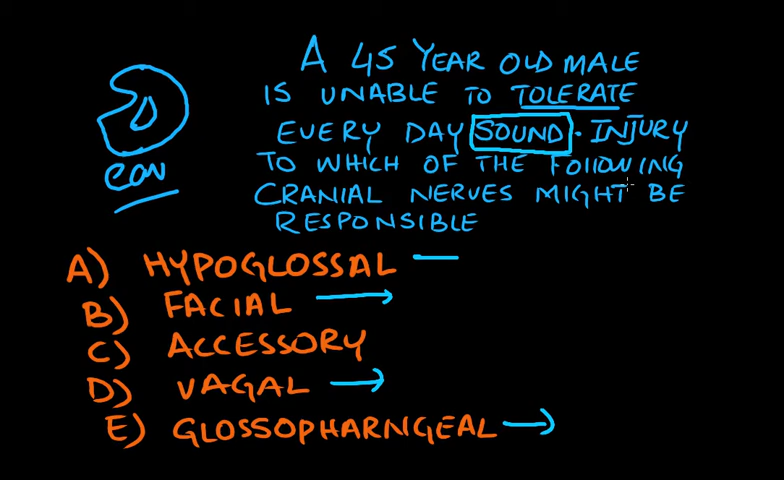 A 45 YEAR OLD MALE
IS UNABLE TO TOLERATE
EVERY DAY SOUND. INJURY
TO WHICH OF THE FOLLOWING
CRANIAL NERVES MIGHT BE
RESPONSIBLE
ear
A) HYPOGLOSSAL
B) FACIAL
C) ACCESSORY
D) VAGAL
E) GLOSSOPHARNGEAL